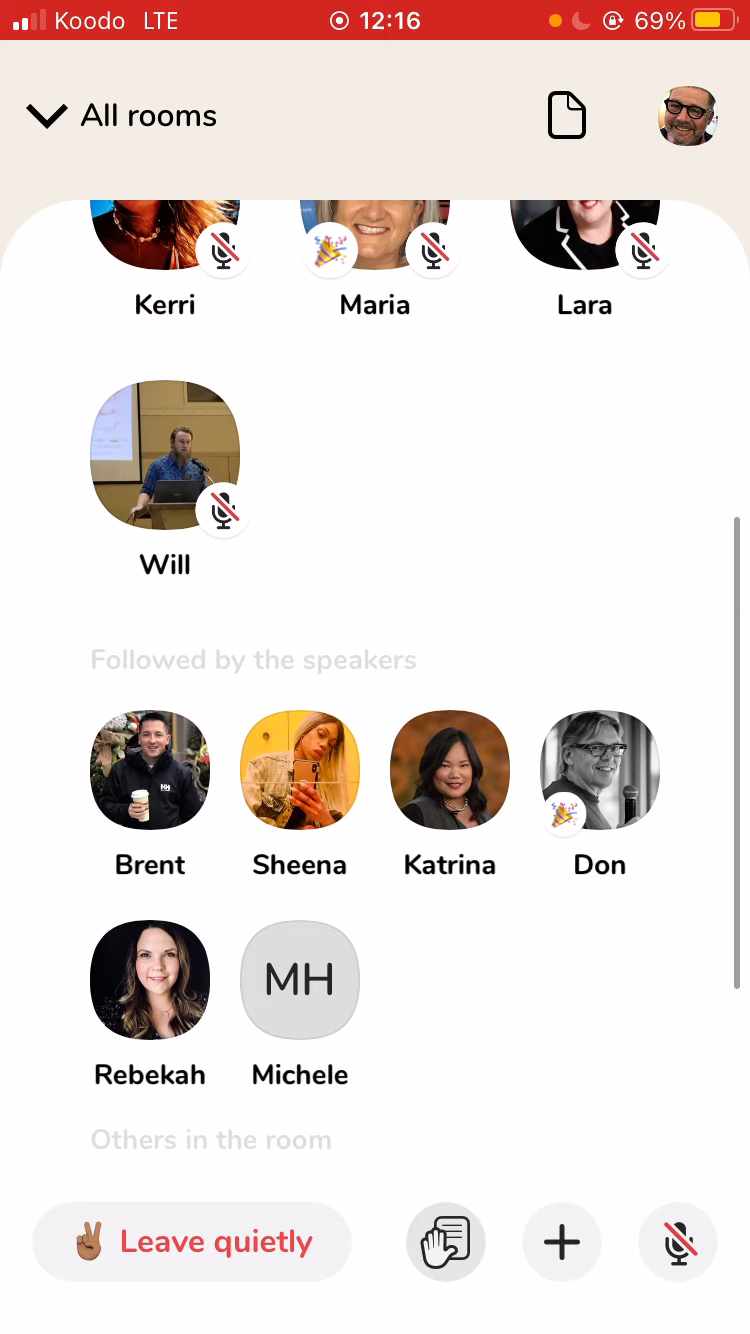 Koodo LTE 12:16 69%
All rooms
Kerri Maria Lara
Will
Followed by the speakers
HH
Brent Sheena Katrina Don
MH
Rebekah Michele
Others in the room
Leave quietly